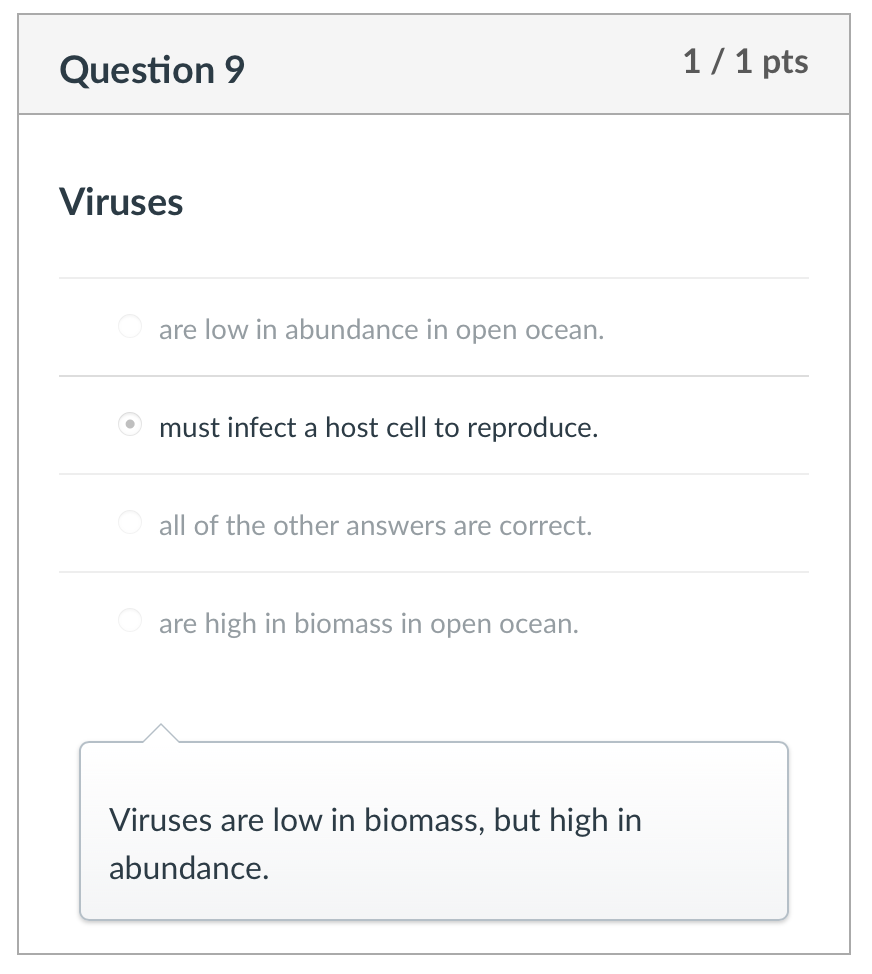 Question 9
1 / 1 pts
Viruses
are low in abundance in open ocean.
must infect a host cell to reproduce.
all of the other answers are correct.
are high in biomass in open ocean.
Viruses are low in biomass, but high in
abundance.